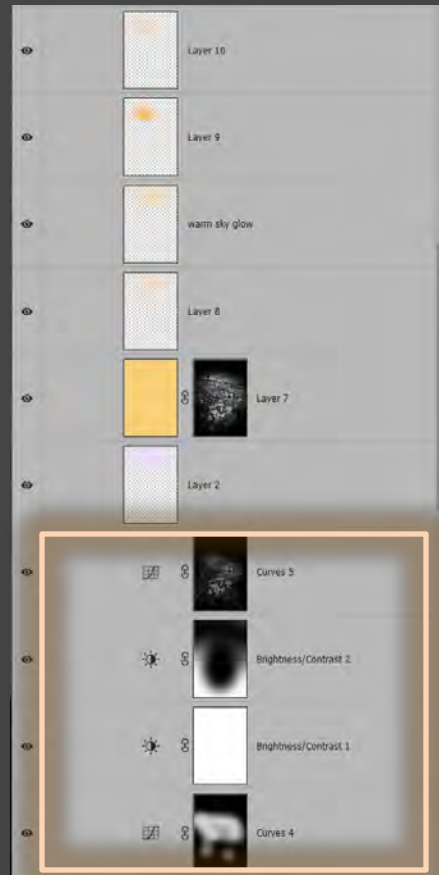 Layer 10
Layer 9
warm sky glow
Layer 8
Layer 7
Layer 2
Curves 5
Brightness/Contrast 2
Brightness/Contrast 1
Curves 4